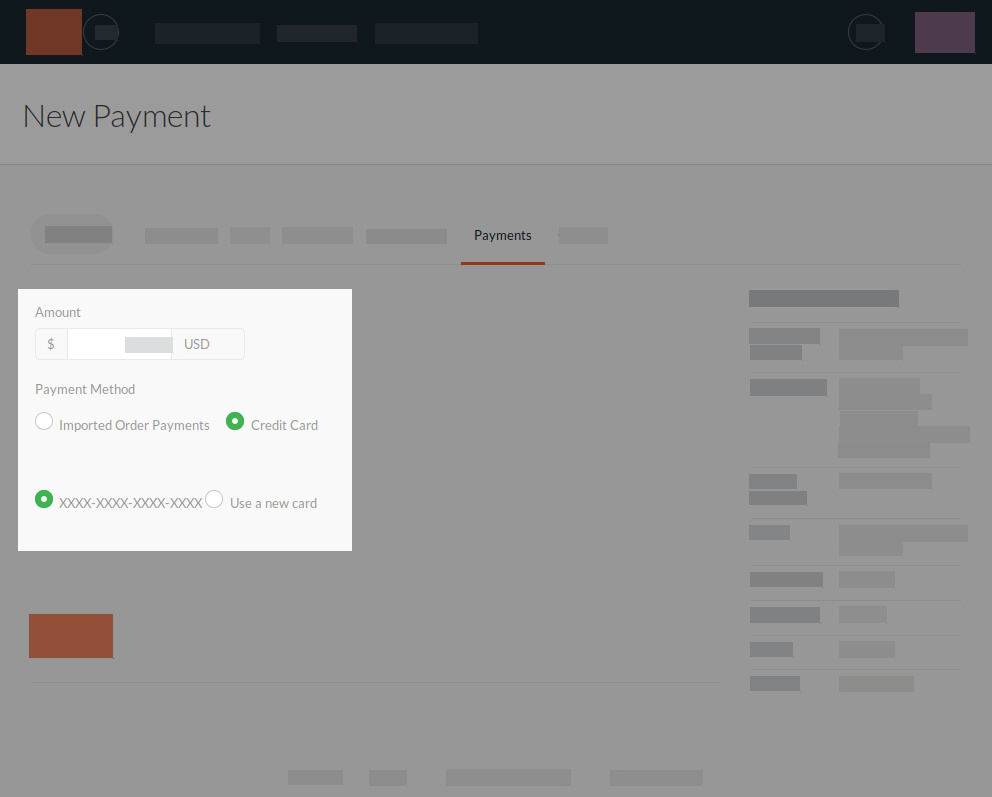 New Payment
Payments
Amount
$ USD
Payment Method
Imported Order Payments Credit Card
XXXX-XXXX-XXXX-XXXX Use a new card